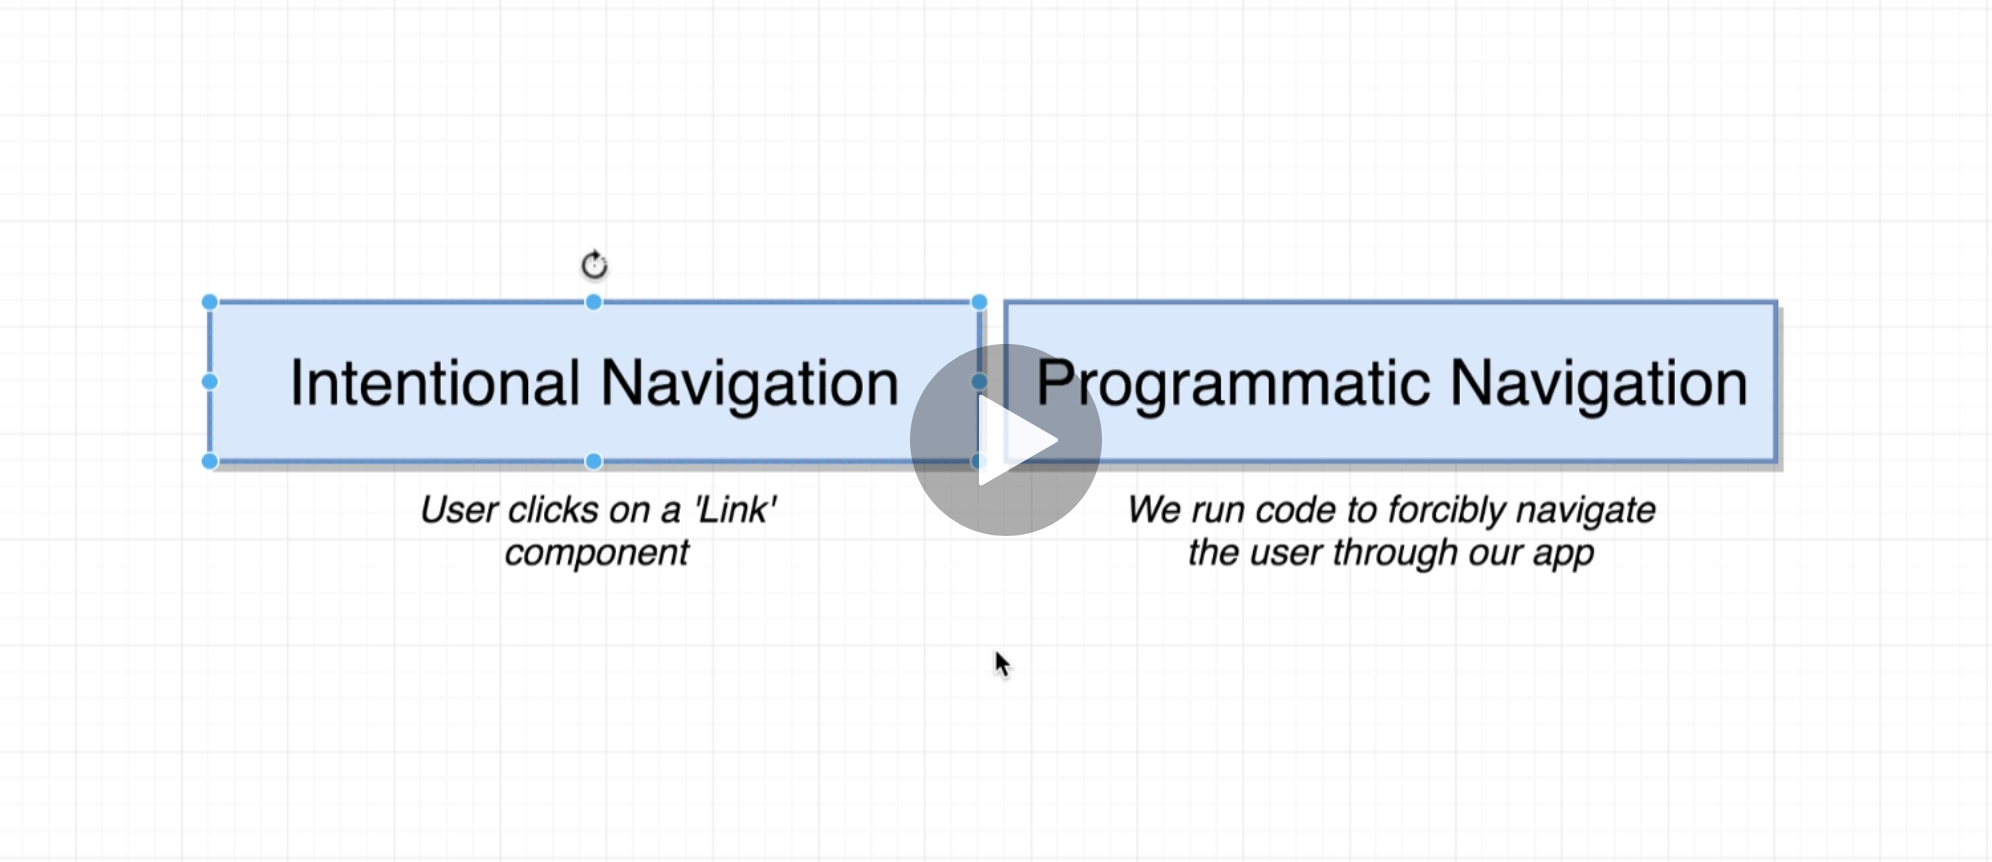 Intentional Navigation
Programmatic Navigation
User clicks on a 'Link'
component
We run code to forcibly navigate
the user through our app